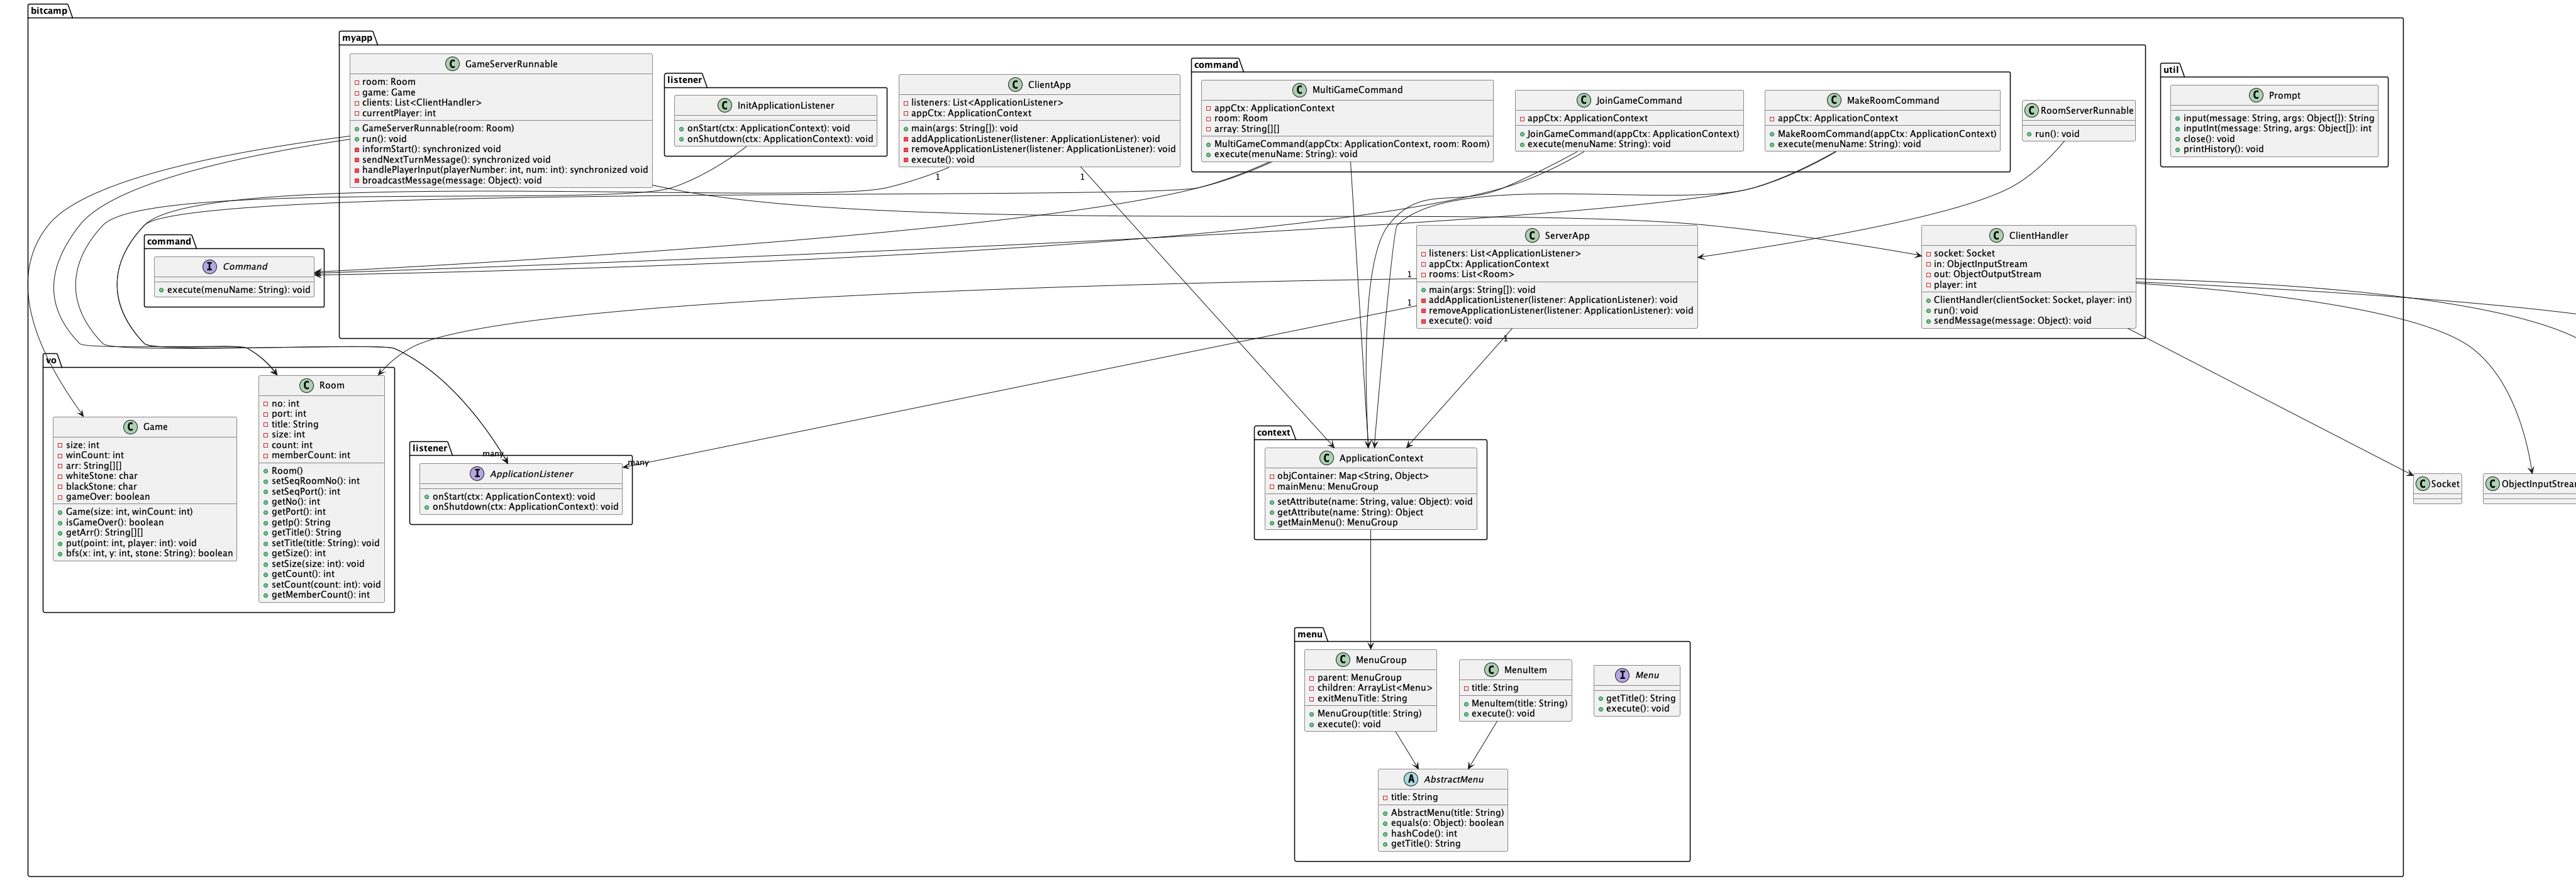 bitcamp
myapp
GameServerRunnable
room: Room
game: Game
clients: List<ClientHandler>
currentPlayer: int
GameServerRunnable(room: Room)
run(): void
informStart(): synchronized void
sendNextTurnMessage(): synchronized void
handlePlayerInput(playerNumber: int, num: int): synchronized void
broadcastMessage(message: Object): void
listener
InitApplicationListener
onStart(ctx: ApplicationContext): void
onShutdown(ctx: ApplicationContext): void
ClientApp
listeners: List<ApplicationListener>
appCtx: ApplicationContext
main(args: String[]): void
addApplicationListener(listener: ApplicationListener): void
removeApplicationListener(listener: ApplicationListener): void
execute(): void
1
1
command
MultiGameCommand
appCtx: ApplicationContext
room: Room
array: String[][]
MultiGameCommand(appCtx: ApplicationContext, room: Room)
execute(menuName: String): void
JoinGameCommand
appCtx: ApplicationContext
JoinGameCommand(appCtx: ApplicationContext)
execute(menuName: String): void
MakeRoomCommand
appCtx: ApplicationContext
MakeRoomCommand(appCtx: ApplicationContext)
execute(menuName: String): void
RoomServerRunnable
run(): void
util
Prompt
input(message: String, args: Object[]): String
inputInt(message: String, args: Object[]): int
close(): void
printHistory(): void
command
Command
execute(menuName: String): void
ServerApp
listeners: List<ApplicationListener>
appCtx: ApplicationContext
rooms: List<Room>
main(args: String[]): void
addApplicationListener(listener: ApplicationListener): void
removeApplicationListener(listener: ApplicationListener): void
execute(): void
1
1
1
ClientHandler
socket: Socket
in: ObjectInputStream
out: ObjectOutputStream
player: int
ClientHandler(clientSocket: Socket, player: int)
run(): void
sendMessage(message: Object): void
vo
Game
size: int
winCount: int
arr: String[][]
whiteStone: char
blackStone: char
gameOver: boolean
Game(size: int, winCount: int)
isGameOver(): boolean
getArr(): String[][]
put(point: int, player: int): void
bfs(x: int, y: int, stone: String): boolean
Room
no: int
port: int
title: String
size: int
count: int
memberCount: int
Room()
setSeqRoomNo(): int
setSeqPort(): int
getNo(): int
getPort(): int
getIp(): String
getTitle(): String
setTitle(title: String): void
getSize(): int
setSize(size: int): void
getCount(): int
setCount(count: int): void
getMemberCount(): int
listener
many
many
ApplicationListener
onStart(ctx: ApplicationContext): void
onShutdown(ctx: ApplicationContext): void
context
ApplicationContext
objContainer: Map<String, Object>
mainMenu: MenuGroup
setAttribute(name: String, value: Object): void
getAttribute(name: String): Object
getMainMenu(): MenuGroup
Socket
ObjectInputStream
menu
MenuGroup
parent: MenuGroup
children: ArrayList<Menu>
exitMenuTitle: String
MenuGroup(title: String)
execute(): void
MenuItem
title: String
MenuItem(title: String)
execute(): void
Menu
getTitle(): String
execute(): void
AbstractMenu
title: String
AbstractMenu(title: String)
equals(o: Object): boolean
hashCode(): int
getTitle(): String